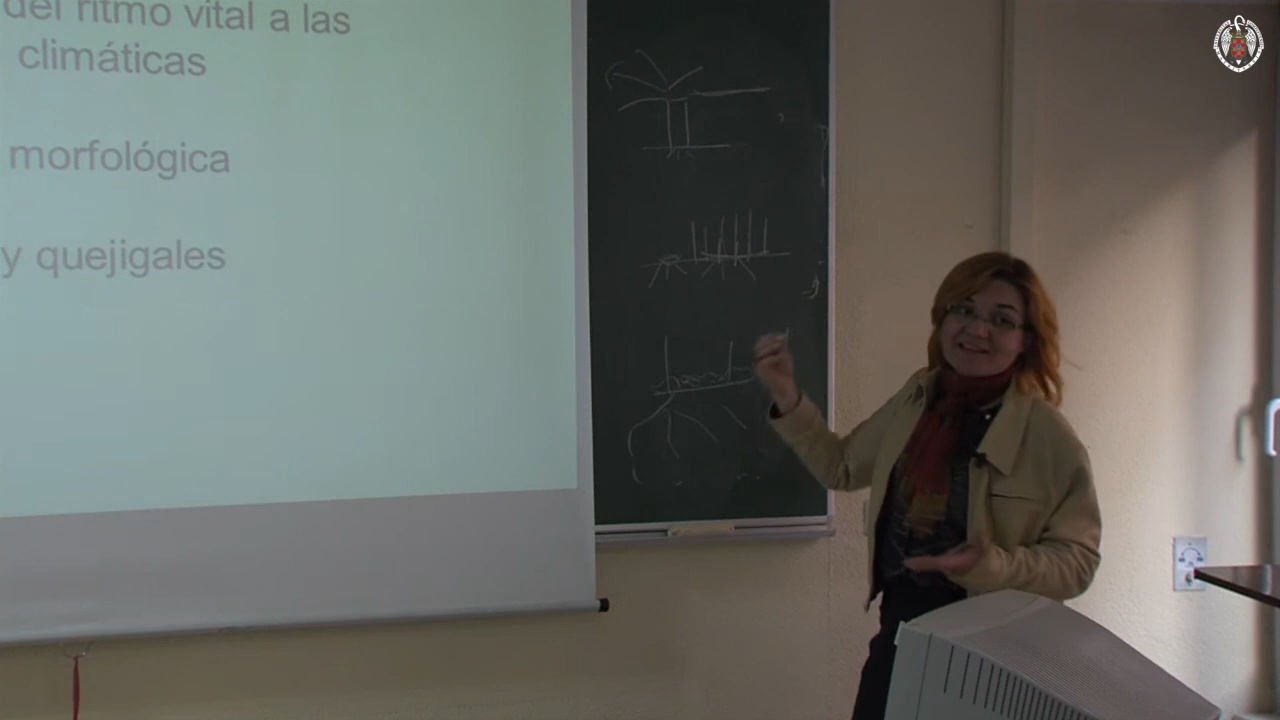 del ritmo vital a las
climáticas
morfológica
y quejigales